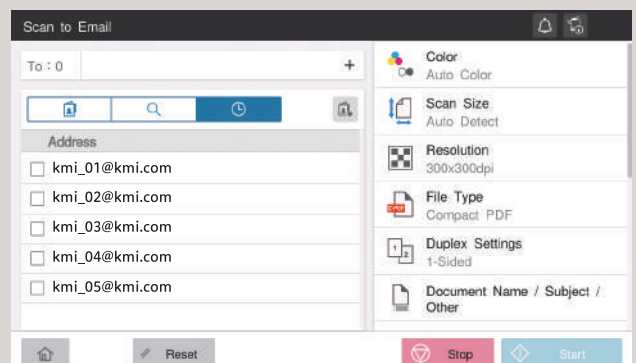 Scan to Email
To : 0
+
Address
kmi_01@kmi.com
kmi_02@kmi.com
kmi_03@kmi.com
kmi_04@kmi.com
kmi_05@kmi.com
Color
Auto Color
Scan Size
Auto Detect
Resolution
300x300dpi
File Type
Compact PDF
Duplex Settings
1-Sided
Document Name / Subject /
Other
Reset
Stop
Start